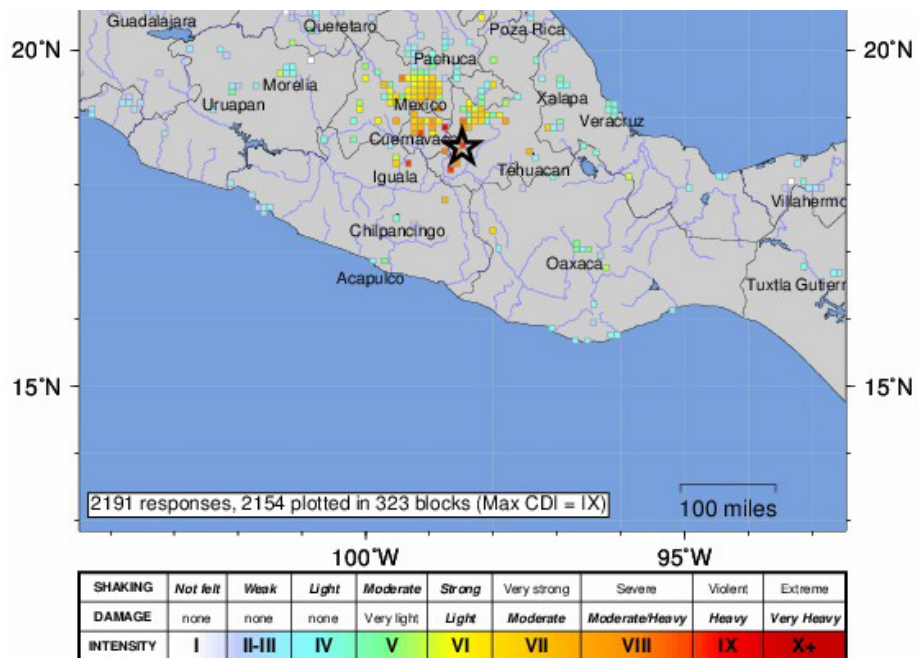 Guadalajara
Queretaro
Poza Rica
20°N
20°N
Pachuca
Morelia
Mexico
Xalapa
Uruapan
Veracruz
Cuernavaca
Iguala
Tehuacan
Villahermo
Chilpancingo
Oaxaca
Acapulco
Tuxtla Gutierr
15°N
15°N
2191 responses, 2154 plotted in 323 blocks (Max CDI = IX)
100 miles
100°W
95°W
SHAKING Not felt Weak Light Moderate Strong Very strong Severe Violent Extreme
DAMAGE none none none Very light Light Moderate Moderate/Heavy Heavy Very Heavy
INTENSITY I II-III IV V VI VII VIII IX X+